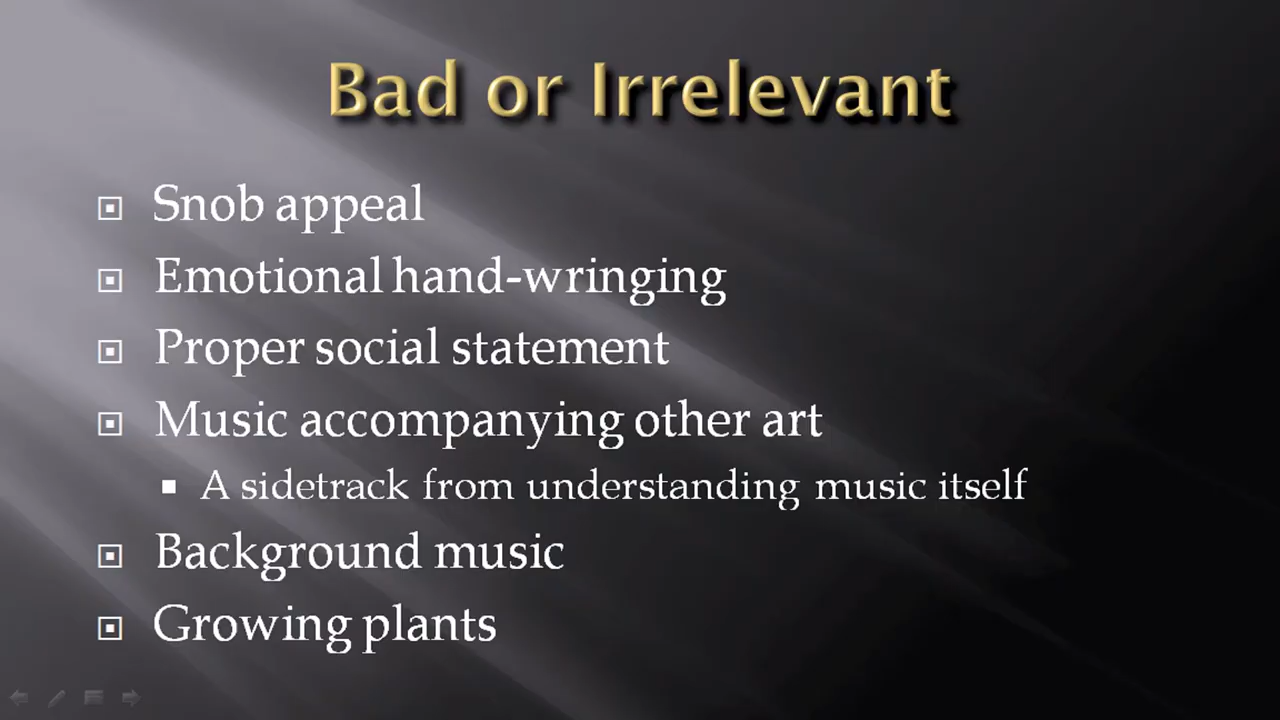 Bad or Irrelevant
Snob appeal
Emotional hand-wringing
Proper social statement
Music accompanying other art
A sidetrack from understanding music itself
Background music
Growing plants